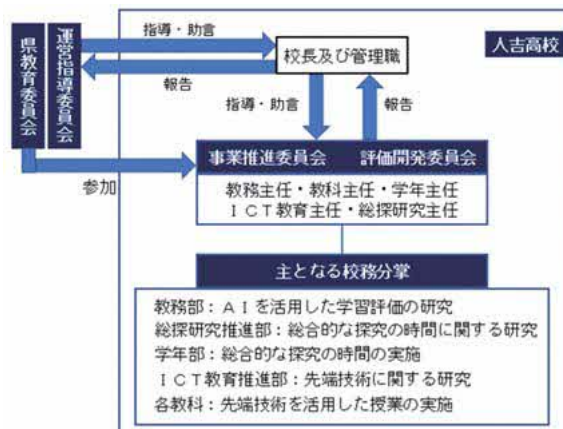 県教育委員会
運営指導委員会
指導・助言
報告
校長及び管理職
人吉高校
指導・助言
報告
参加
事業推進委員会 評価開発委員会
教務主任・教科主任・学年主任
ICT教育主任・総探研究主任
主となる校務分掌
教務部:AIを活用した学習評価の研究
総探研究推進部:総合的な探究の時間に関する研究
学年部:総合的な探究の時間の実施
ICT教育推進部:先端技術に関する研究
各教科:先端技術を活用した授業の実施